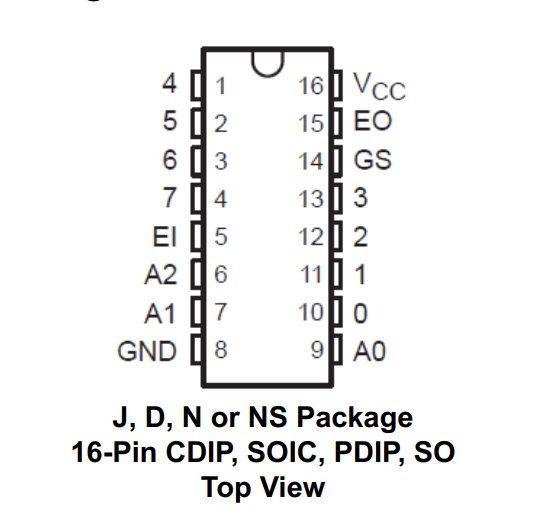 4 1 16 VCC
5 2 15 EO
6 3 14 GS
7 4 13 3
EI 5 12 2
A2 6 11 1
A1 7 10 0
GND 8 9 A0
J, D, N or NS Package
16-Pin CDIP, SOIC, PDIP, SO
Top View